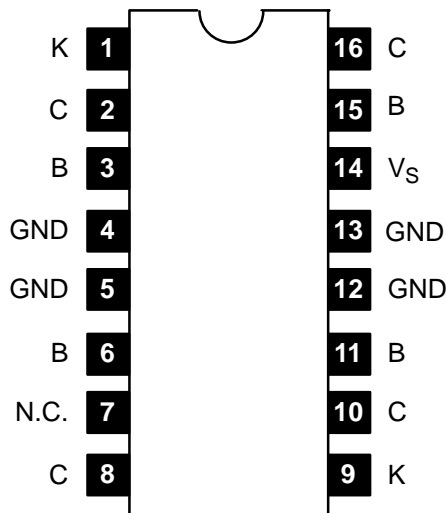 K 1 16 C
C 2 15 B
B 3 14 V_S
GND 4 13 GND
GND 5 12 GND
B 6 11 B
N.C. 7 10 C
C 8 9 K